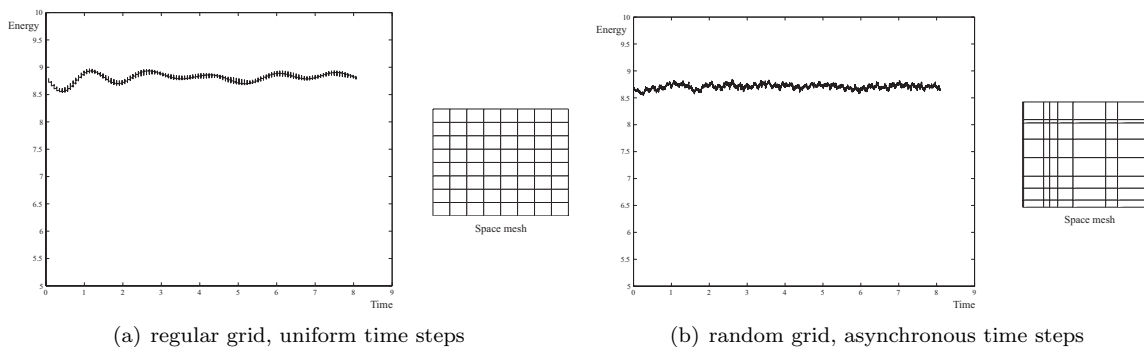 Energy
10
9.5
9
8.5
8
7.5
7
6.5
6
5.5
5
0 1 2 3 4 5 6 7 8 9
Time
Space mesh
(a) regular grid, uniform time steps
Energy
10
9.5
9
8.5
8
7.5
7
6.5
6
5.5
5
0 1 2 3 4 5 6 7 8 9
Time
Space mesh
(b) random grid, asynchronous time steps